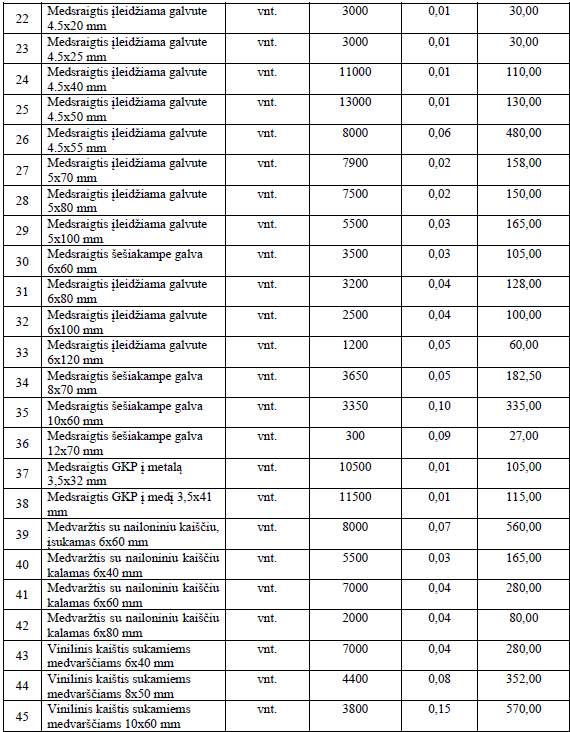 22 Medsraigtis įleidžiama galvute vnt. 3000 0,01 30,00
4.5x20 mm
23 Medsraigtis įleidžiama galvute vnt. 3000 0,01 30,00
4.5x25 mm
24 Medsraigtis įleidžiama galvute vnt. 11000 0,01 110,00
4.5x40 mm
25 Medsraigtis įleidžiama galvute vnt. 13000 0,01 130,00
4.5x50 mm
26 Medsraigtis įleidžiama galvute vnt. 8000 0,06 480,00
4.5x55 mm
27 Medsraigtis įleidžiama galvute vnt. 7900 0,02 158,00
5x70 mm
28 Medsraigtis įleidžiama galvute vnt. 7500 0,02 150,00
5x80 mm
29 Medsraigtis įleidžiama galvute vnt. 5500 0,03 165,00
5x100 mm
30 Medsraigtis šešiakampe galva vnt. 3500 0,03 105,00
6x60 mm
31 Medsraigtis įleidžiama galvute vnt. 3200 0,04 128,00
6x80 mm
32 Medsraigtis įleidžiama galvute vnt. 2500 0,04 100,00
6x100 mm
33 Medsraigtis įleidžiama galvute vnt. 1200 0,05 60,00
6x120 mm
34 Medsraigtis šešiakampe galva vnt. 3650 0,05 182,50
8x70 mm
35 Medsraigtis šešiakampe galva vnt. 3350 0,10 335,00
10x60 mm
36 Medsraigtis šešiakampe galva vnt. 300 0,09 27,00
12x70 mm
37 Medsraigtis GKP į metalą vnt. 10500 0,01 105,00
3,5x32 mm
38 Medsraigtis GKP į medį 3,5x41 vnt. 11500 0,01 115,00
mm
39 Medvaržtis su nailoniniu kaiščiu, vnt. 8000 0,07 560,00
įsukamas 6x60 mm
40 Medvaržtis su nailoniniu kaiščiu vnt. 5500 0,03 165,00
kalamas 6x40 mm
41 Medvaržtis su nailoniniu kaiščiu vnt. 7000 0,04 280,00
kalamas 6x60 mm
42 Medvaržtis su nailoniniu kaiščiu vnt. 2000 0,04 80,00
kalamas 6x80 mm
43 Vinilinis kaištis sukamiems vnt. 7000 0,04 280,00
medvarščiams 6x40 mm
44 Vinilinis kaištis sukamiems vnt. 4400 0,08 352,00
medvarščiams 8x50 mm
45 Vinilinis kaištis sukamiems vnt. 3800 0,15 570,00
medvarščiams 10x60 mm